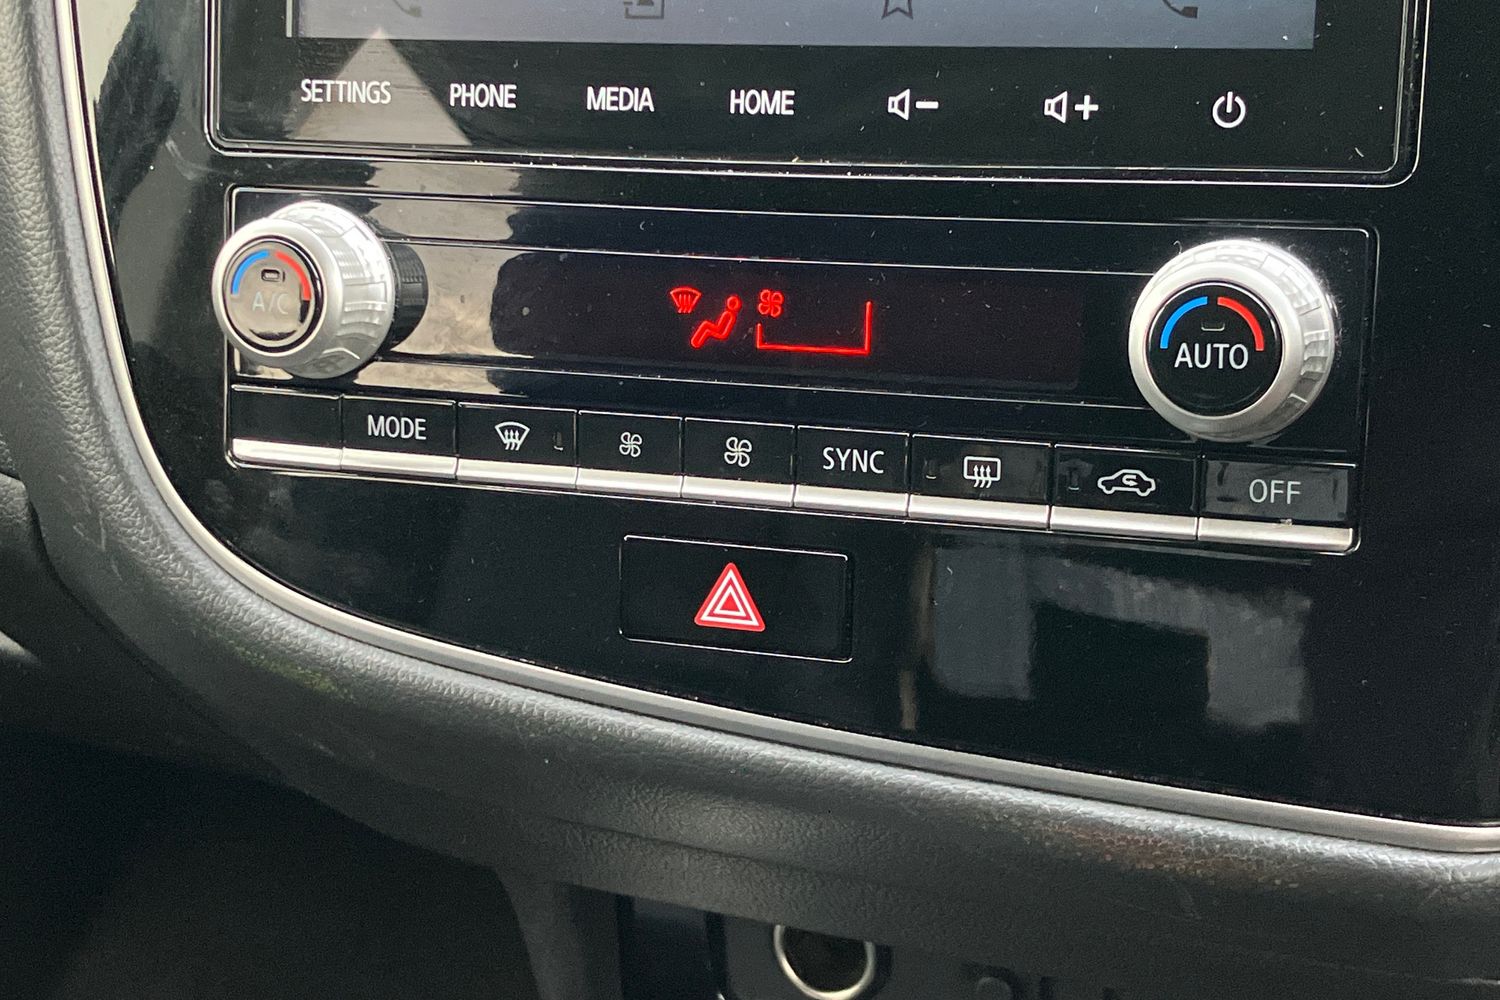 SETTINGS PHONE MEDIA HOME - +
A/C AUTO
MODE SYNC OFF